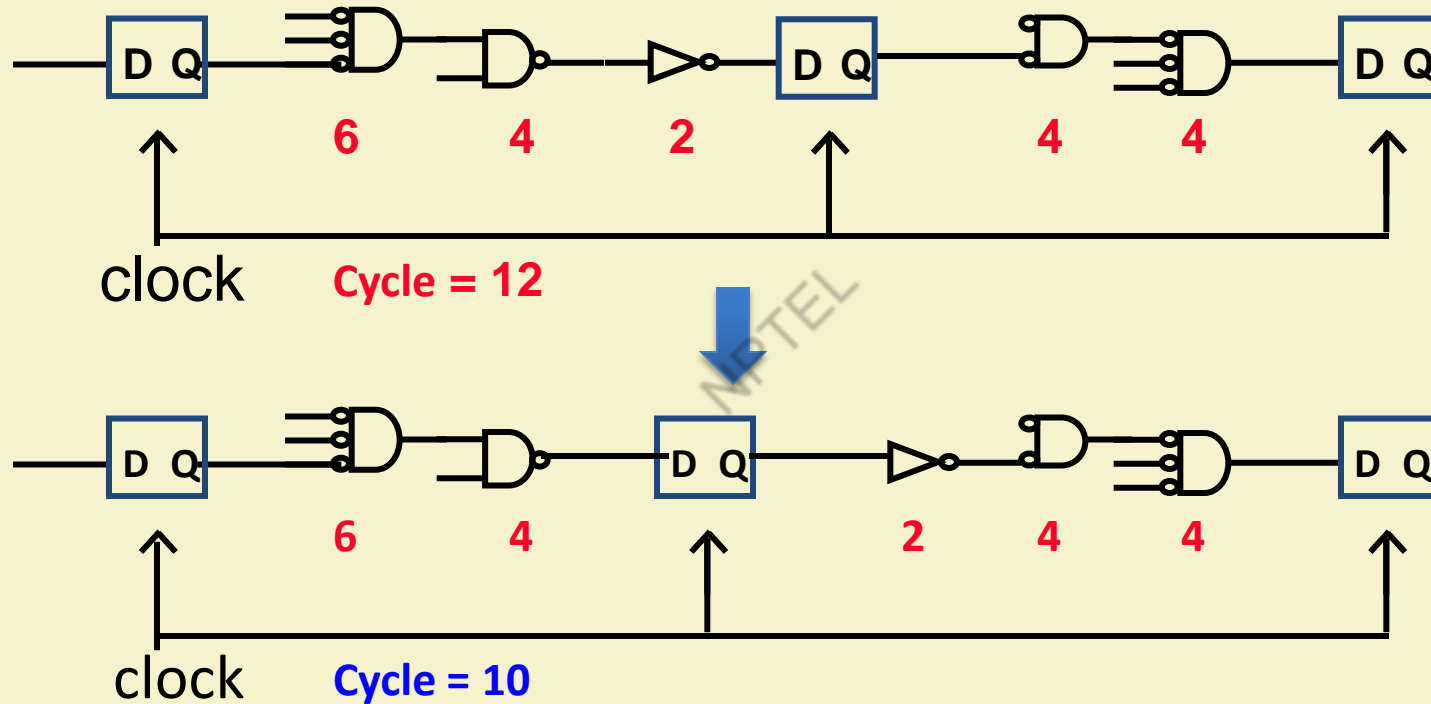 D Q D Q D Q
6 4 2 4 4
clock Cycle = 12
NPTEL
D Q D Q D Q
6 4 2 4 4
clock Cycle = 10